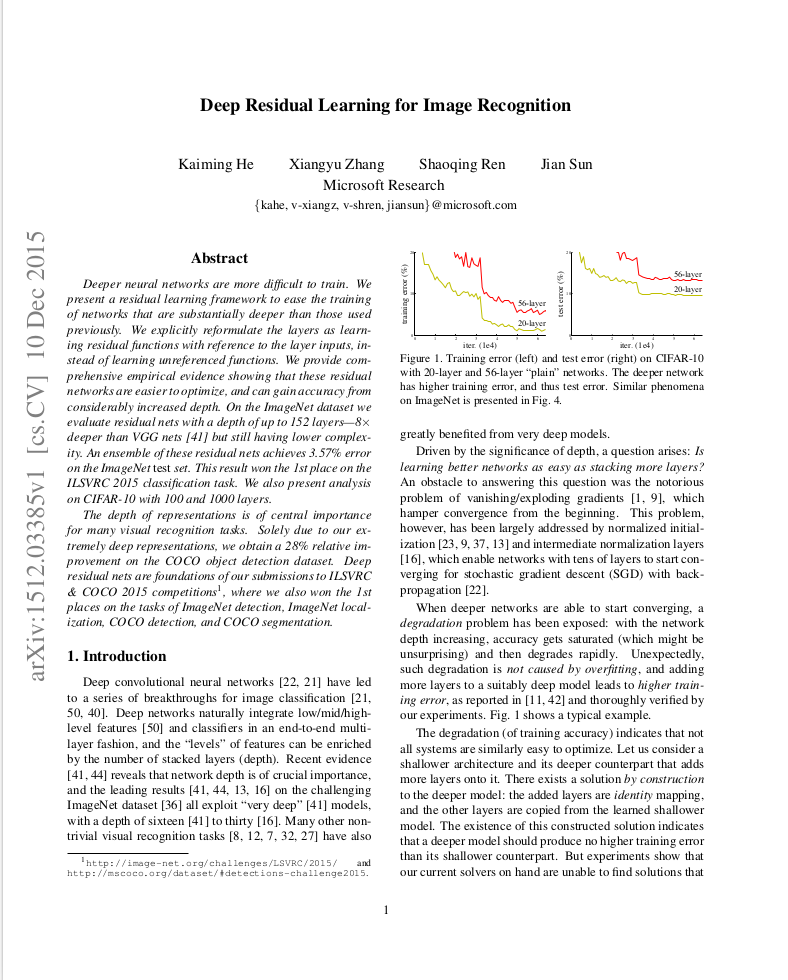 Deep Residual Learning for Image Recognition
Kaiming He Xiangyu Zhang Shaoqing Ren Jian Sun
Microsoft Research
{kahe, v-xiangz, v-shren, jiansun}@microsoft.com
arXiv:1512.03385v1 [cs.CV] 10 Dec 2015
Abstract
Deeper neural networks are more difficult to train. We
present a residual learning framework to ease the training
of networks that are substantially deeper than those used
previously. We explicitly reformulate the layers as learn-
ing residual functions with reference to the layer inputs, in-
stead of learning unreferenced functions. We provide com-
prehensive empirical evidence showing that these residual
networks are easier to optimize, and can gain accuracy from
considerably increased depth. On the ImageNet dataset we
evaluate residual nets with a depth of up to 152 layers—8×
deeper than VGG nets [41] but still having lower complex-
ity. An ensemble of these residual nets achieves 3.57% error
on the ImageNet test set. This result won the 1st place on the
ILSVRC 2015 classification task. We also present analysis
on CIFAR-10 with 100 and 1000 layers.
The depth of representations is of central importance
for many visual recognition tasks. Solely due to our ex-
tremely deep representations, we obtain a 28% relative im-
provement on the COCO object detection dataset. Deep
residual nets are foundations of our submissions to ILSVRC
& COCO 2015 competitions1, where we also won the 1st
places on the tasks of ImageNet detection, ImageNet local-
ization, COCO detection, and COCO segmentation.
1. Introduction
Deep convolutional neural networks [22, 21] have led
to a series of breakthroughs for image classification [21,
50, 40]. Deep networks naturally integrate low/mid/high-
level features [50] and classifiers in an end-to-end multi-
layer fashion, and the “levels” of features can be enriched
by the number of stacked layers (depth). Recent evidence
[41, 44] reveals that network depth is of crucial importance,
and the leading results [41, 44, 13, 16] on the challenging
ImageNet dataset [36] all exploit “very deep” [41] models,
with a depth of sixteen [41] to thirty [16]. Many other non-
trivial visual recognition tasks [8, 12, 7, 32, 27] have also
1http://image-net.org/challenges/LSVRC/2015/ and
http://mscoco.org/dataset/#detections-challenge2015.
training error (%)
56-layer
20-layer
iter. (1e4)
test error (%)
56-layer
20-layer
iter. (1e4)
Figure 1. Training error (left) and test error (right) on CIFAR-10
with 20-layer and 56-layer “plain” networks. The deeper network
has higher training error, and thus test error. Similar phenomena
on ImageNet is presented in Fig. 4.
greatly benefited from very deep models.
Driven by the significance of depth, a question arises: Is
learning better networks as easy as stacking more layers?
An obstacle to answering this question was the notorious
problem of vanishing/exploding gradients [1, 9], which
hamper convergence from the beginning. This problem,
however, has been largely addressed by normalized initial-
ization [23, 9, 37, 13] and intermediate normalization layers
[16], which enable networks with tens of layers to start con-
verging for stochastic gradient descent (SGD) with back-
propagation [22].
When deeper networks are able to start converging, a
degradation problem has been exposed: with the network
depth increasing, accuracy gets saturated (which might be
unsurprising) and then degrades rapidly. Unexpectedly,
such degradation is not caused by overfitting, and adding
more layers to a suitably deep model leads to higher train-
ing error, as reported in [11, 42] and thoroughly verified by
our experiments. Fig. 1 shows a typical example.
The degradation (of training accuracy) indicates that not
all systems are similarly easy to optimize. Let us consider a
shallower architecture and its deeper counterpart that adds
more layers onto it. There exists a solution by construction
to the deeper model: the added layers are identity mapping,
and the other layers are copied from the learned shallower
model. The existence of this constructed solution indicates
that a deeper model should produce no higher training error
than its shallower counterpart. But experiments show that
our current solvers on hand are unable to find solutions that
1